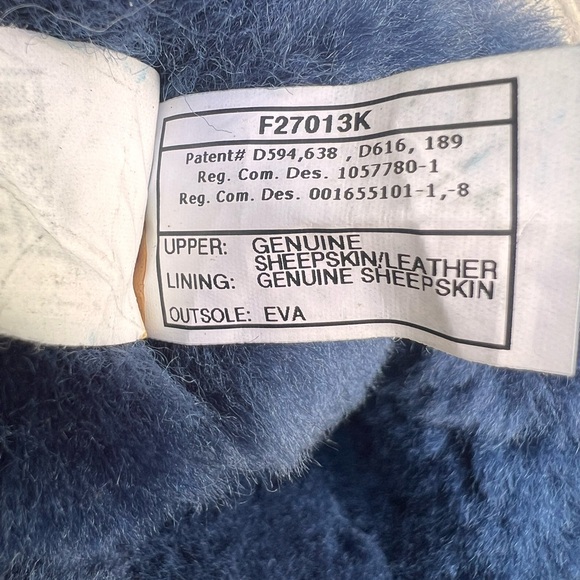 F27013K
Patent# D594,638 , D616, 189
Reg. Com. Des. 1057780-1
Reg. Com. Des. 001655101-1,-8
UPPER: GENUINE
SHEEPSKIN/LEATHER
LINING: GENUINE SHEEPSKIN
OUTSOLE: EVA